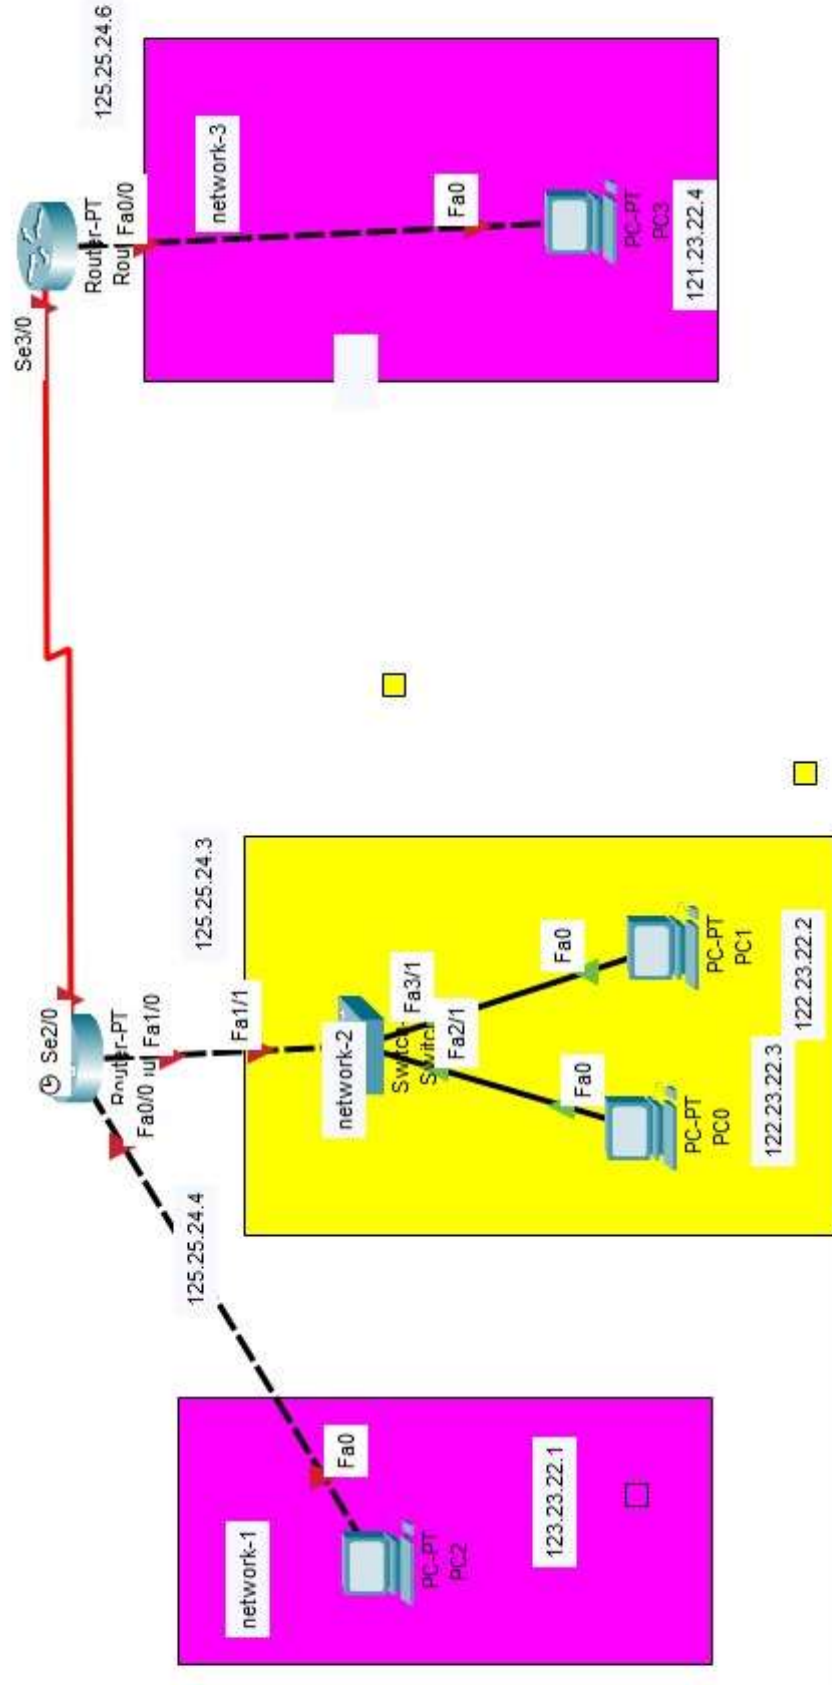 Se2/0
Se3/0
Router-PT
Fa0/0
Fa1/0
125.25.24.4
125.25.24.3
Router-PT
Fa0/0
125.25.24.6
network-1
Fa0
PC-PT
PC2
123.23.22.1
Fa1/1
network-2
Fa3/1
Fa2/1
Fa0
Fa0
PC-PT
PC0
PC-PT
PC1
122.23.22.3
122.23.22.2
network-3
Fa0
PC-PT
PC3
121.23.22.4